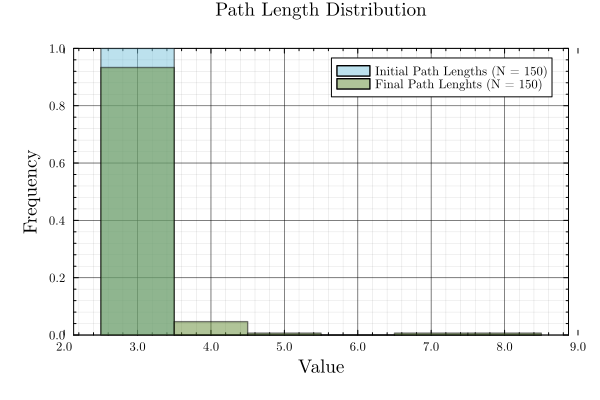 Path Length Distribution
Initial Path Lengths (N = 150)
Final Path Lenghts (N = 150)
Frequency
1.0
0.8
0.6
0.4
0.2
0.0
2.0 3.0 4.0 5.0 6.0 7.0 8.0 9.0
Value